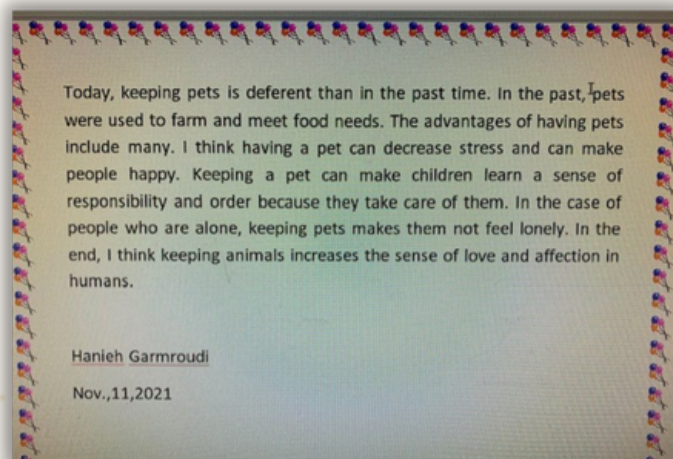 Today, keeping pets is deferent than in the past time. In the past, pets
were used to farm and meet food needs. The advantages of having pets
include many. I think having a pet can decrease stress and can make
people happy. Keeping a pet can make children learn a sense of
responsibility and order because they take care of them. In the case of
people who are alone, keeping pets makes them not feel lonely. In the
end, I think keeping animals increases the sense of love and affection in
humans.
Hanieh Garmroudi
Nov.,11,2021